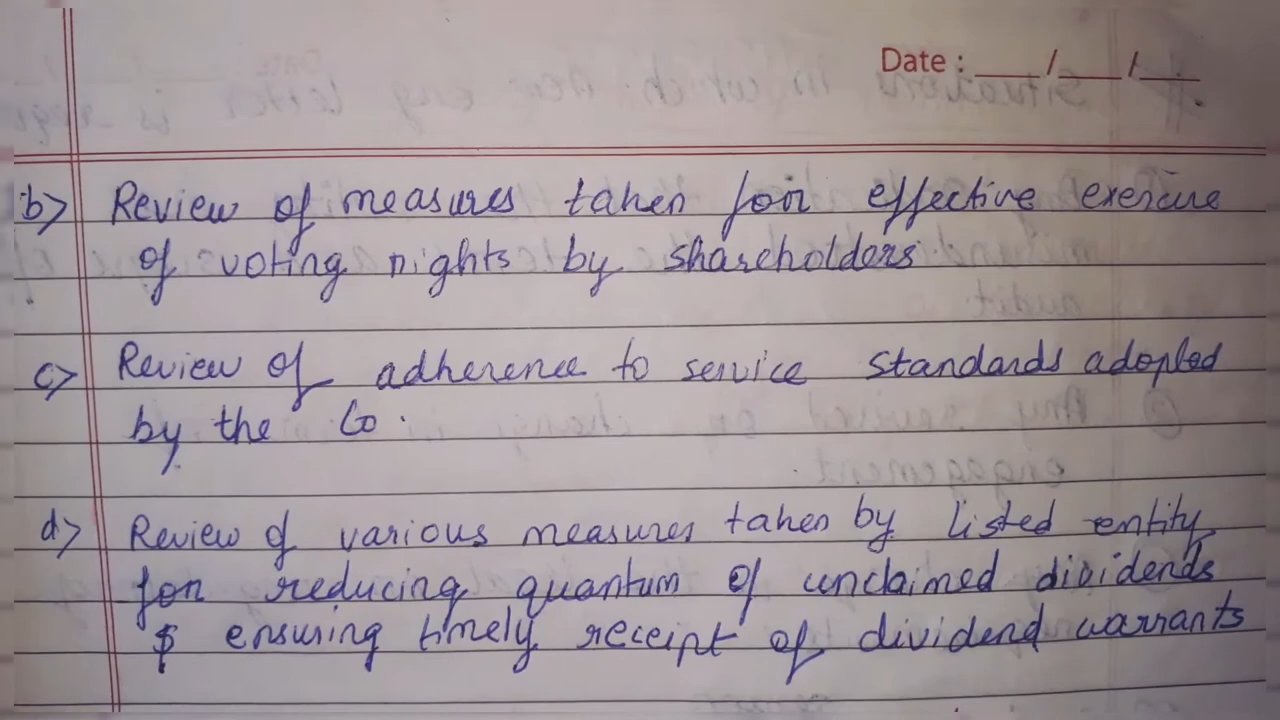 Date : ___/___/___
b) Review of measures taken for effective exercise
of voting rights by shareholders
c) Review of adherence to service standards adopted
by the Co.
d) Review of various measures taken by listed entity
for reducing quantum of unclaimed dividends
& ensuring timely receipt of dividend warrants